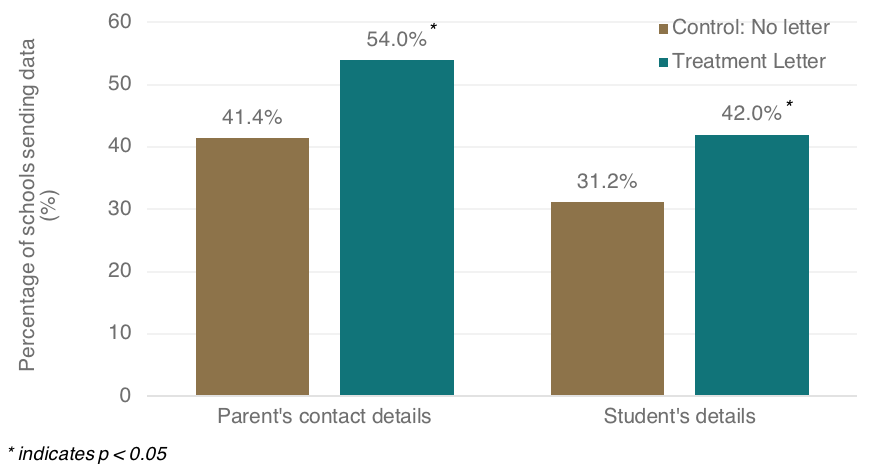 Percentage of schools sending data
(%)
60
50
40
30
20
10
0
Control: No letter
Treatment Letter
41.4%
54.0%*
31.2%
42.0%*
Parent's contact details
Student's details
* indicates p < 0.05